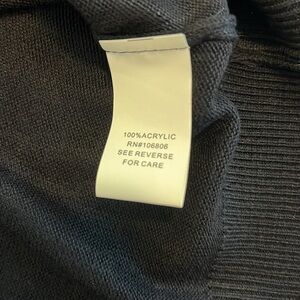 100%ACRYLIC
RN#106806
SEE REVERSE
FOR CARE